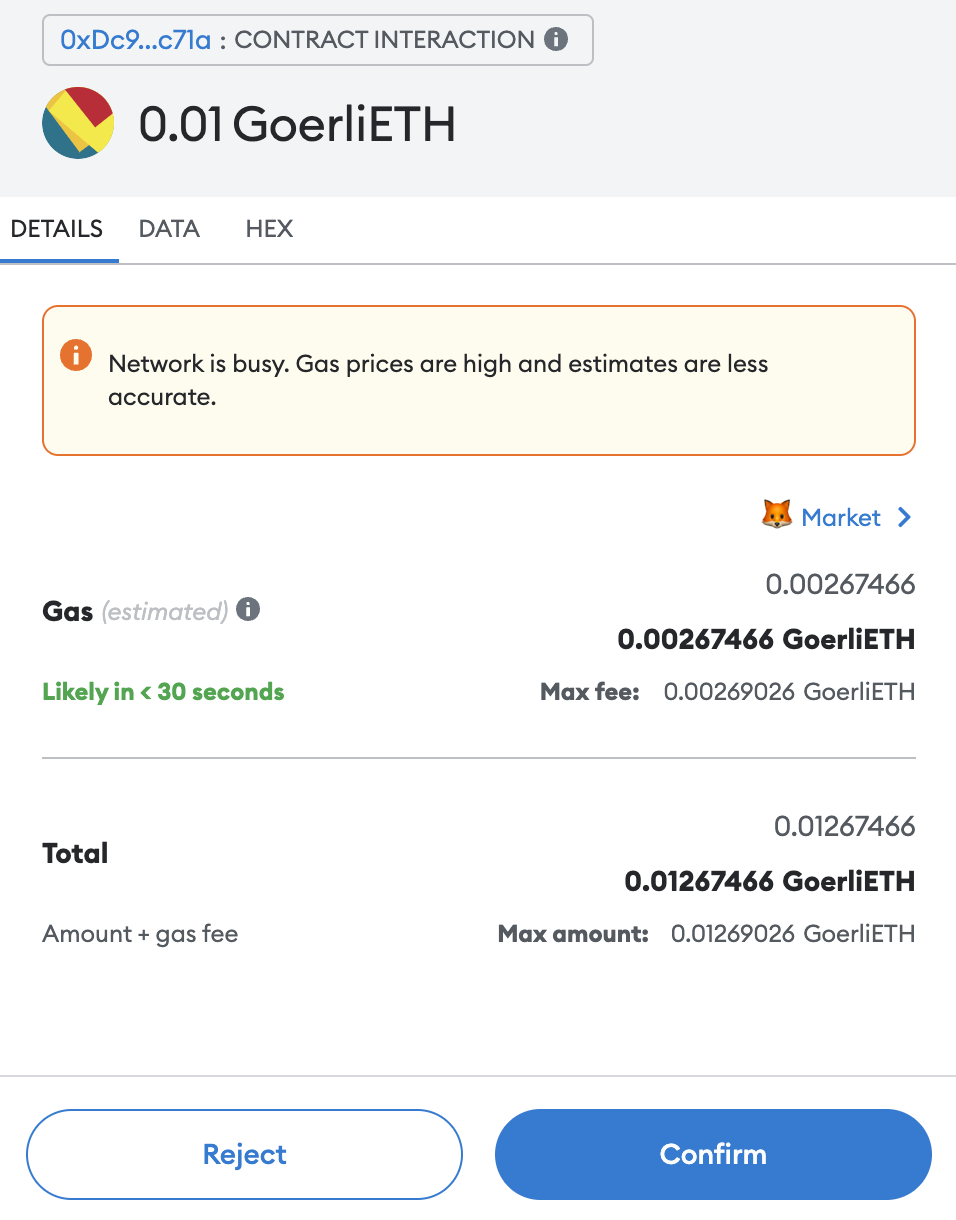 0xDc9...c71a : CONTRACT INTERACTION
0.01 GoerliETH
DETAILS DATA HEX
Network is busy. Gas prices are high and estimates are less
accurate.
Market
0.00267466
Gas (estimated)
0.00267466 GoerliETH
Likely in < 30 seconds Max fee: 0.00269026 GoerliETH
0.01267466
Total
0.01267466 GoerliETH
Amount + gas fee Max amount: 0.01269026 GoerliETH
Reject Confirm